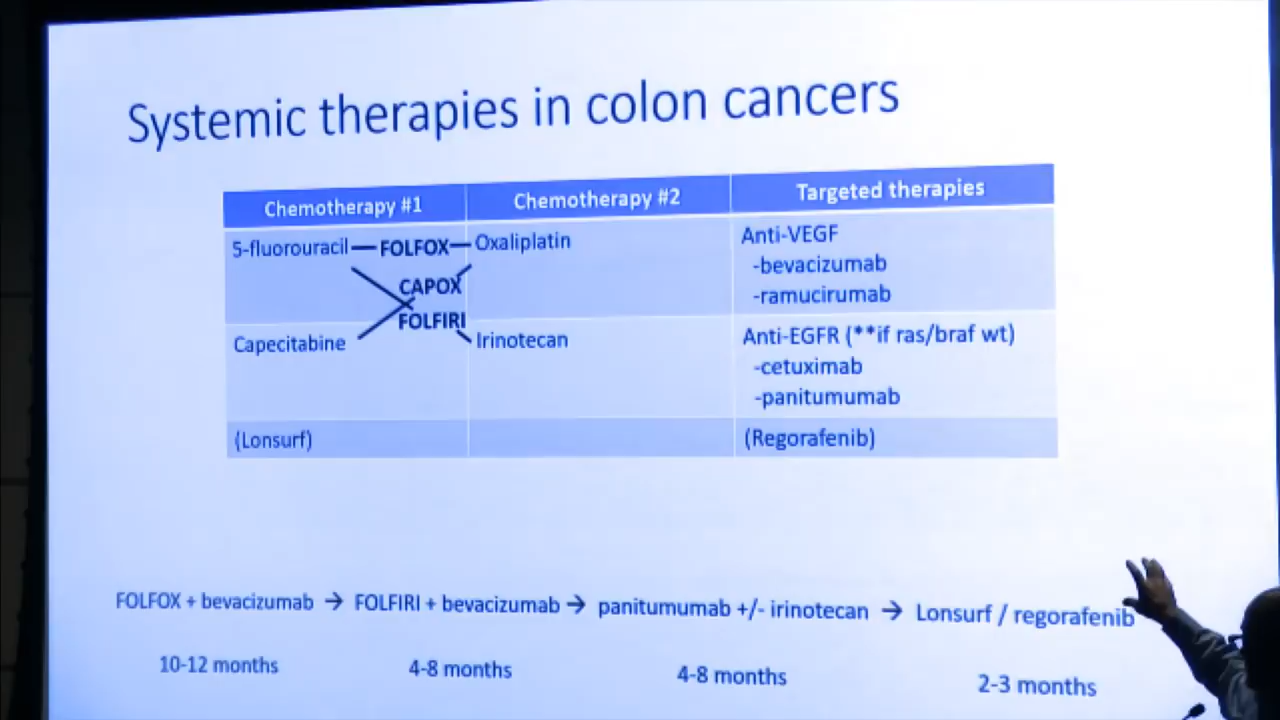 Systemic therapies in colon cancers
Chemotherapy #1 Chemotherapy #2 Targeted therapies
5-fluorouracil FOLFOX Oxaliplatin Anti-VEGF
-bevacizumab
CAPOX
-ramucirumab
FOLFIRI
Capecitabine Irinotecan Anti-EGFR (**if ras/braf wt)
-cetuximab
-panitumumab
(Lonsurf) (Regorafenib)
FOLFOX + bevacizumab → FOLFIRI + bevacizumab → panitumumab +/- irinotecan → Lonsurf / regorafenib
10-12 months 4-8 months 4-8 months 2-3 months